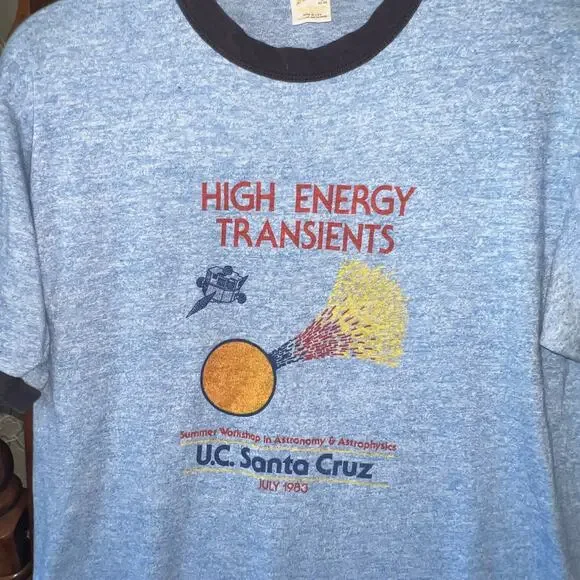 HIGH ENERGY
TRANSIENTS
Summer Workshop in Astronomy & Astrophysics
U.C. Santa Cruz
JULY 1983